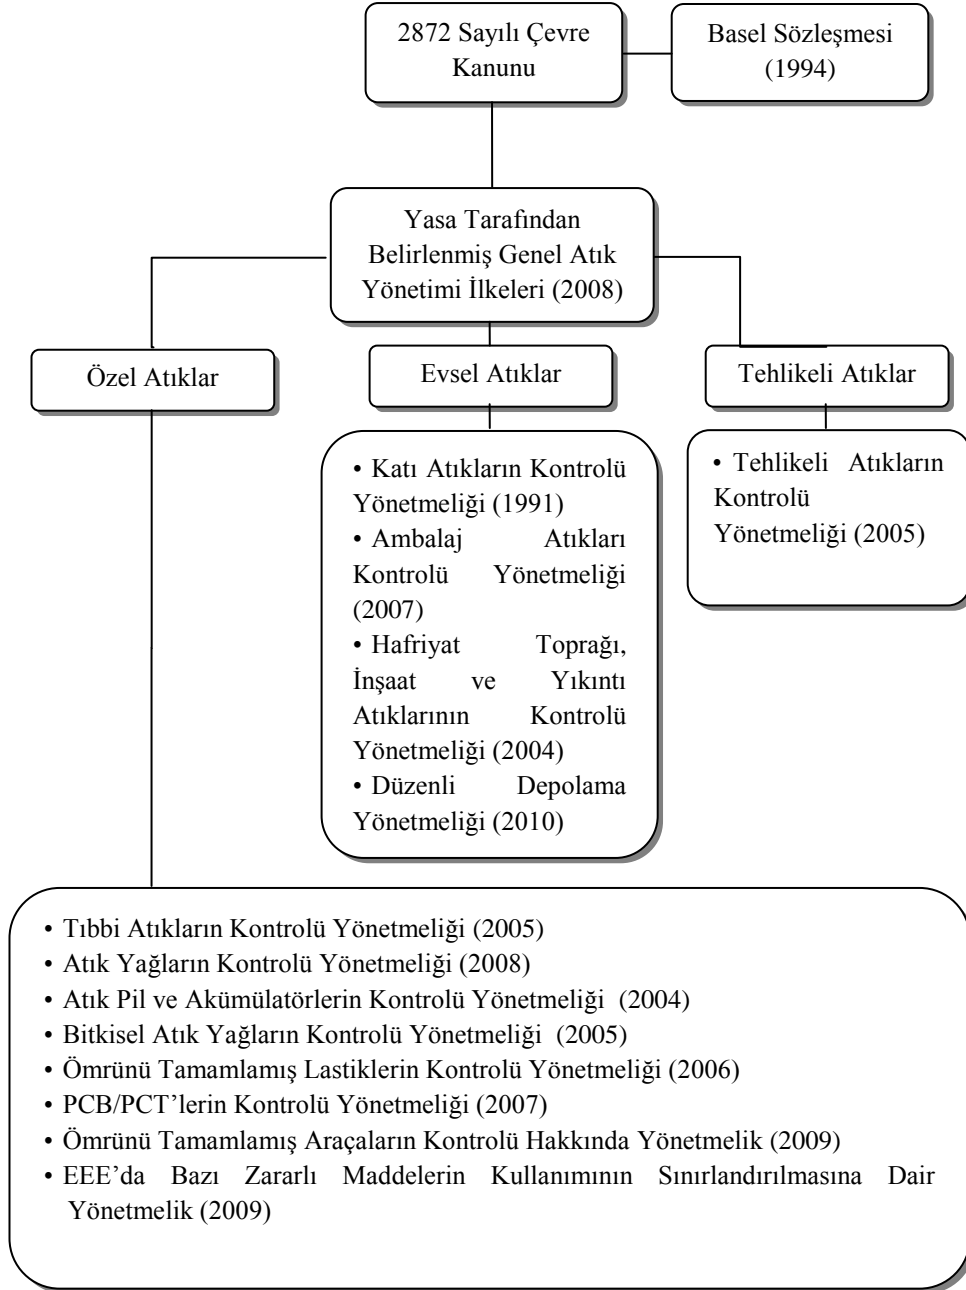 2872 Sayılı Çevre
Kanunu
Basel Sözleşmesi
(1994)
Yasa Tarafından
Belirlenmiş Genel Atık
Yönetimi İlkeleri (2008)
Özel Atıklar
Evsel Atıklar
Tehlikeli Atıklar
• Katı Atıkların Kontrolü
Yönetmeliği (1991)
• Ambalaj Atıkları
Kontrolü Yönetmeliği
(2007)
• Hafriyat Toprağı,
İnşaat ve Yıkıntı
Atıklarının Kontrolü
Yönetmeliği (2004)
• Düzenli Depolama
Yönetmeliği (2010)
• Tehlikeli Atıkların
Kontrolü
Yönetmeliği (2005)
• Tıbbi Atıkların Kontrolü Yönetmeliği (2005)
• Atık Yağların Kontrolü Yönetmeliği (2008)
• Atık Pil ve Akümülatörlerin Kontrolü Yönetmeliği (2004)
• Bitkisel Atık Yağların Kontrolü Yönetmeliği (2005)
• Ömrünü Tamamlamış Lastiklerin Kontrolü Yönetmeliği (2006)
• PCB/PCT’lerin Kontrolü Yönetmeliği (2007)
• Ömrünü Tamamlamış Araçaların Kontrolü Hakkında Yönetmelik (2009)
• EEE’da Bazı Zararlı Maddelerin Kullanımının Sınırlandırılmasına Dair
Yönetmelik (2009)